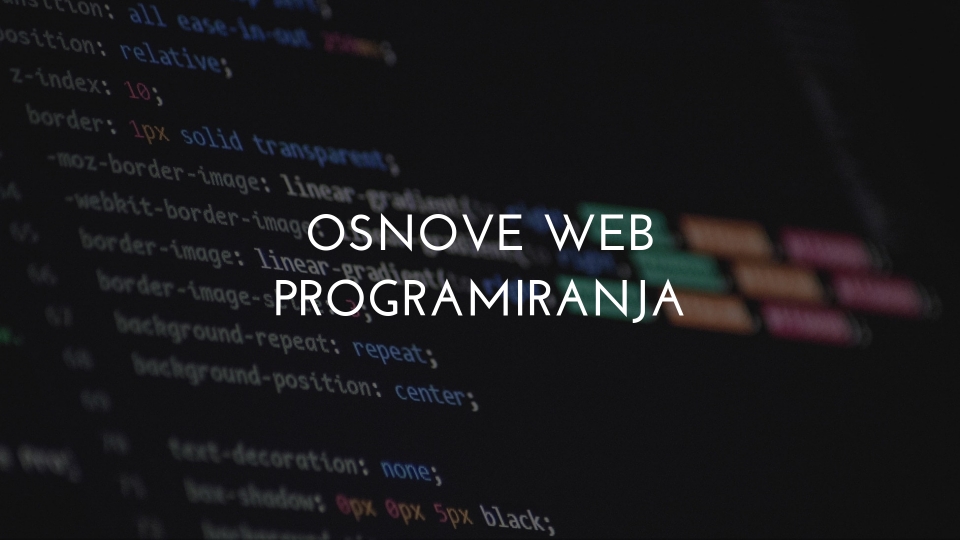 transition: all ease-in-out
position: relative;
z-index: 10;
border: 1px solid transparent;
-moz-border-image: linear-gradient(
-webkit-border-image: linear-gradient(
OSNOVE WEB
border-image: linear-gradient(
border-image-s
PROGRAMIRANJA
background-repeat: repeat;
background-position: center;
text-decoration: none;
box-shadow: 0px 0px 5px black;